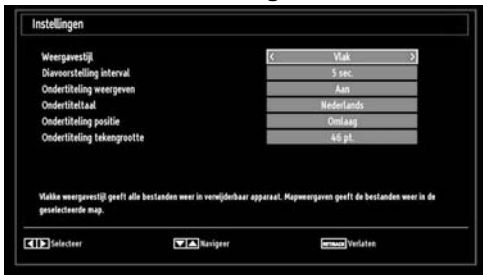 Instellingen
Weergavestijl < Vlak >
Diavoorstelling interval 5 sec.
Ondertiteling weergeven Aan
Ondertiteltaal Nederlands
Ondertiteling positie Omlaag
Ondertiteling tekengrootte 46 pt.
Vlakke weergavestijl geeft alle bestanden weer in verwijderbaar apparaat. Mapweergaven geeft de bestanden weer in de
geselecteerde map.
Selecteer Navigeer Verlaten